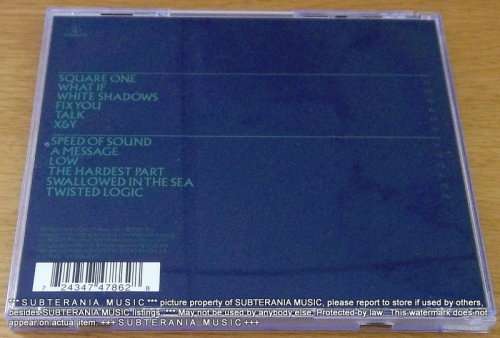 SQUARE ONE
WHAT IF
WHITE SHADOWS
FIX YOU
TALK
X&Y
SPEED OF SOUND
A MESSAGE
LOW
THE HARDEST PART
SWALLOWED IN THE SEA
TWISTED LOGIC
7 24347 47862 8
*** S U B T E R A N I A  M U S I C *** picture property of SUBTERANIA MUSIC, please report to store if used by others,
besides SUBTERANIA MUSIC listings. *** May not be used by anybody else. Protected by law. This watermark does not
appear on actual item. +++ S U B T E R A N I A  M U S I C +++